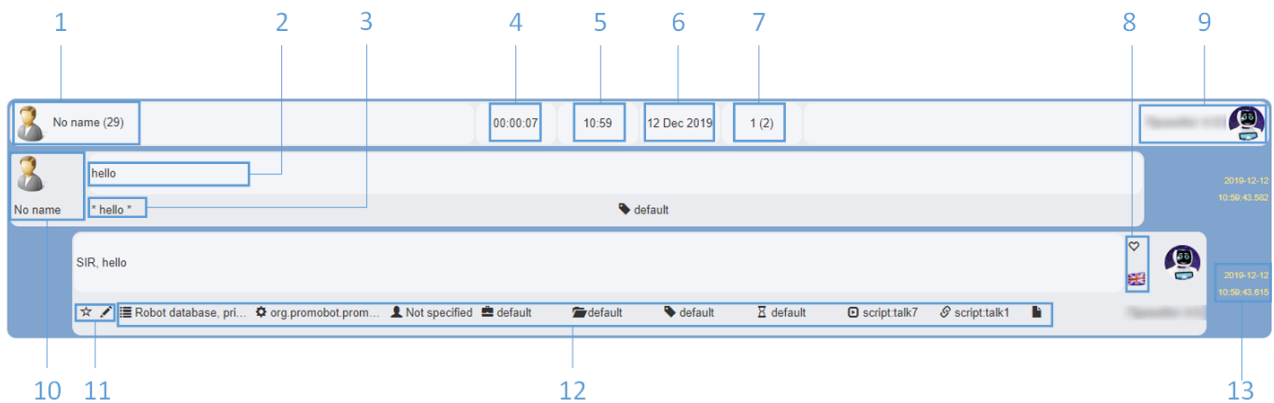 1 2 3 4 5 6 7 8 9
No name (29) 00:00:07 10:59 12 Dec 2019 1 (2)
hello
2019-12-12
10:59:43.582
No name * hello * default
SIR, hello
2019-12-12
10:59:43.615
Robot database, pri... org.promobot.prom... Not specified default default default default script:talk7 script:talk1
10 11 12 13